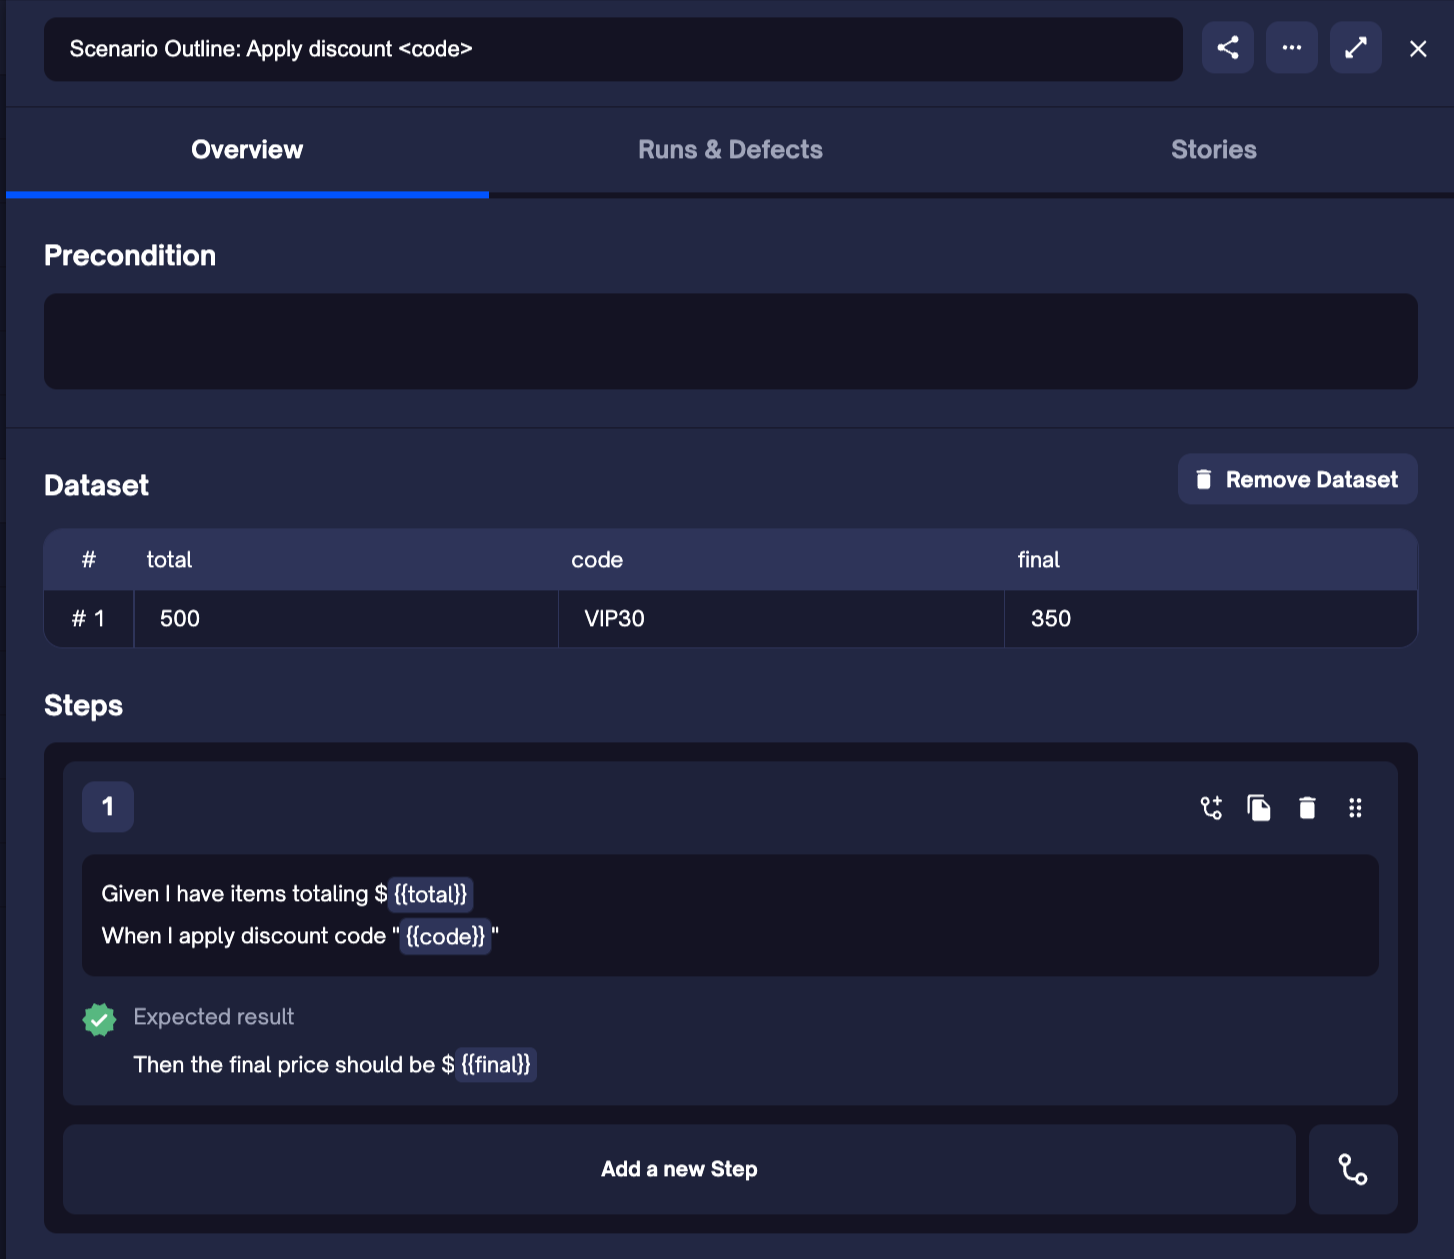 Scenario Outline: Apply discount <code>
Overview Runs & Defects Stories
Precondition
Dataset Remove Dataset
# total code final
# 1 500 VIP30 350
Steps
1
Given I have items totaling ${{total}}
When I apply discount code "{{code}}"
Expected result
Then the final price should be ${{final}}
Add a new Step